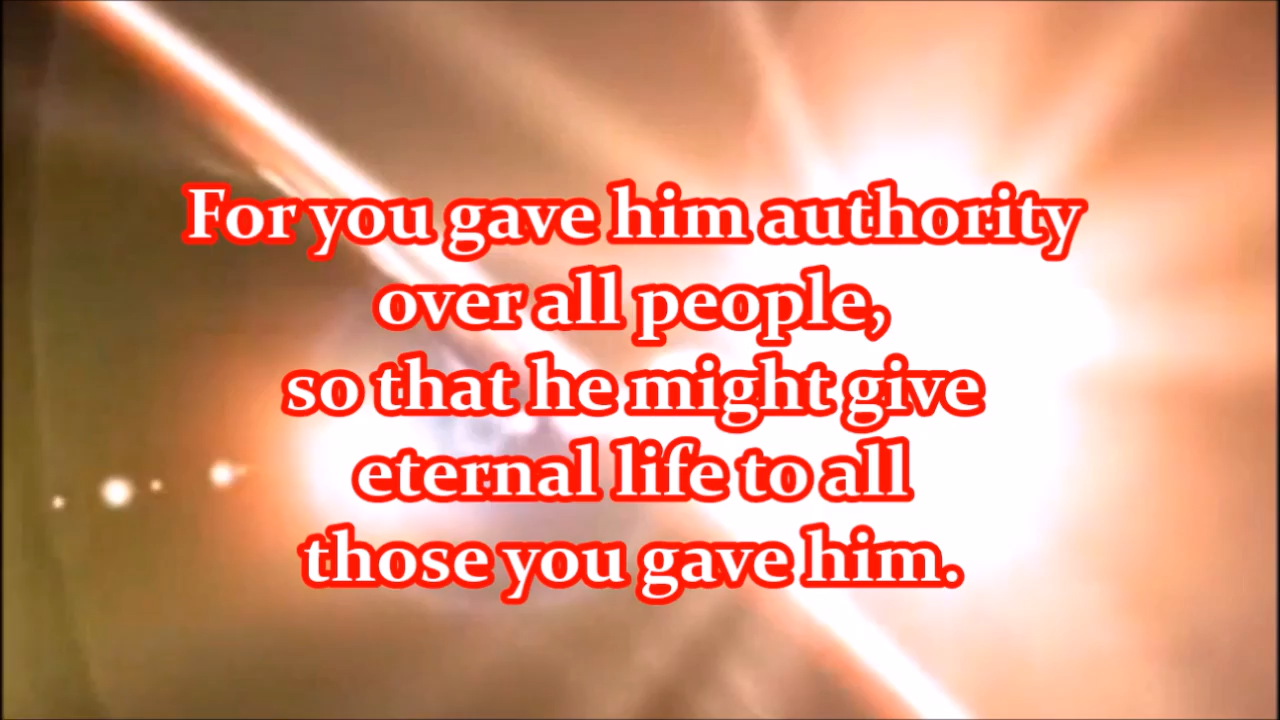 For you gave him authority
over all people,
so that he might give
eternal life to all
those you gave him.